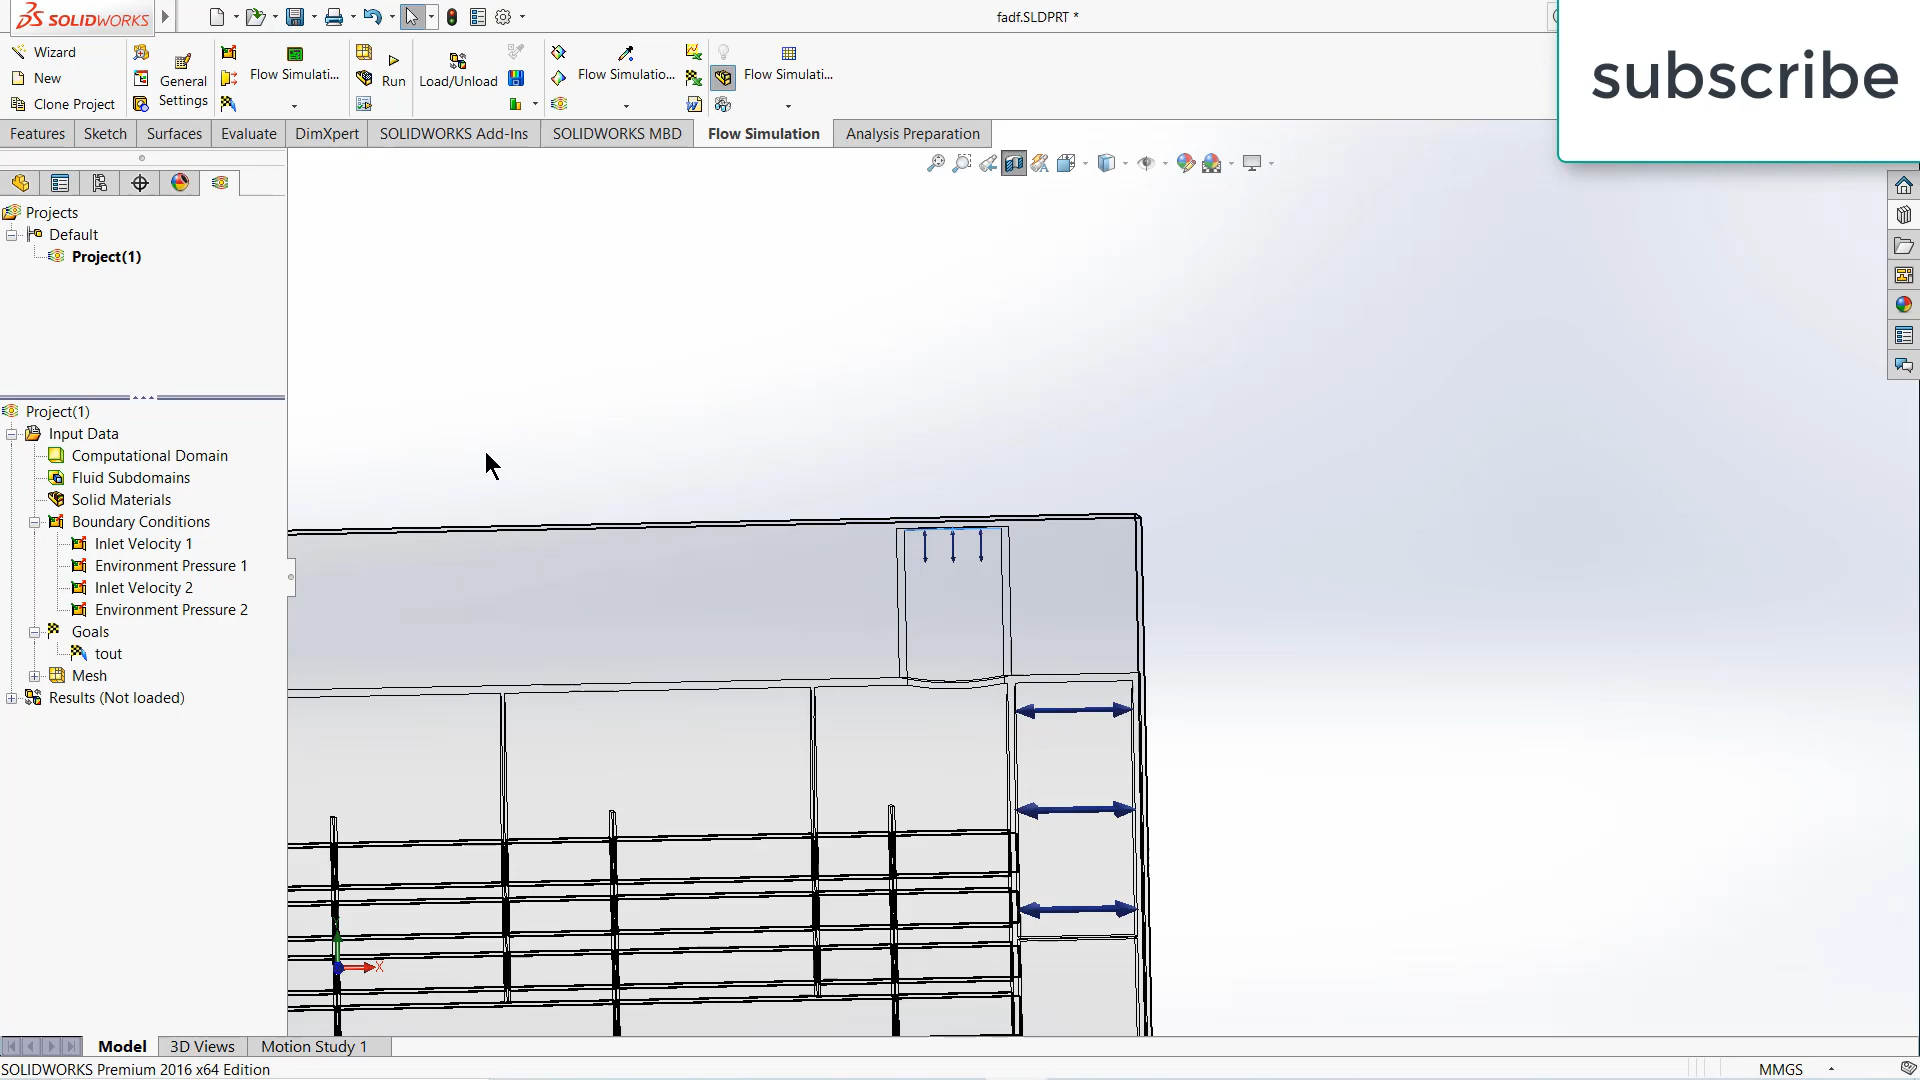 SOLIDWORKS
fadf.SLDPRT *
subscribe
Wizard
New
Clone Project
General
Settings
Flow Simulati...
Run
Load/Unload
Flow Simulatio...
Flow Simulati...
Features
Sketch
Surfaces
Evaluate
DimXpert
SOLIDWORKS Add-Ins
SOLIDWORKS MBD
Flow Simulation
Analysis Preparation
Projects
Default
Project(1)
Project(1)
Input Data
Computational Domain
Fluid Subdomains
Solid Materials
Boundary Conditions
Inlet Velocity 1
Environment Pressure 1
Inlet Velocity 2
Environment Pressure 2
Goals
tout
Mesh
Results (Not loaded)
X
Model
3D Views
Motion Study 1
SOLIDWORKS Premium 2016 x64 Edition
MMGS